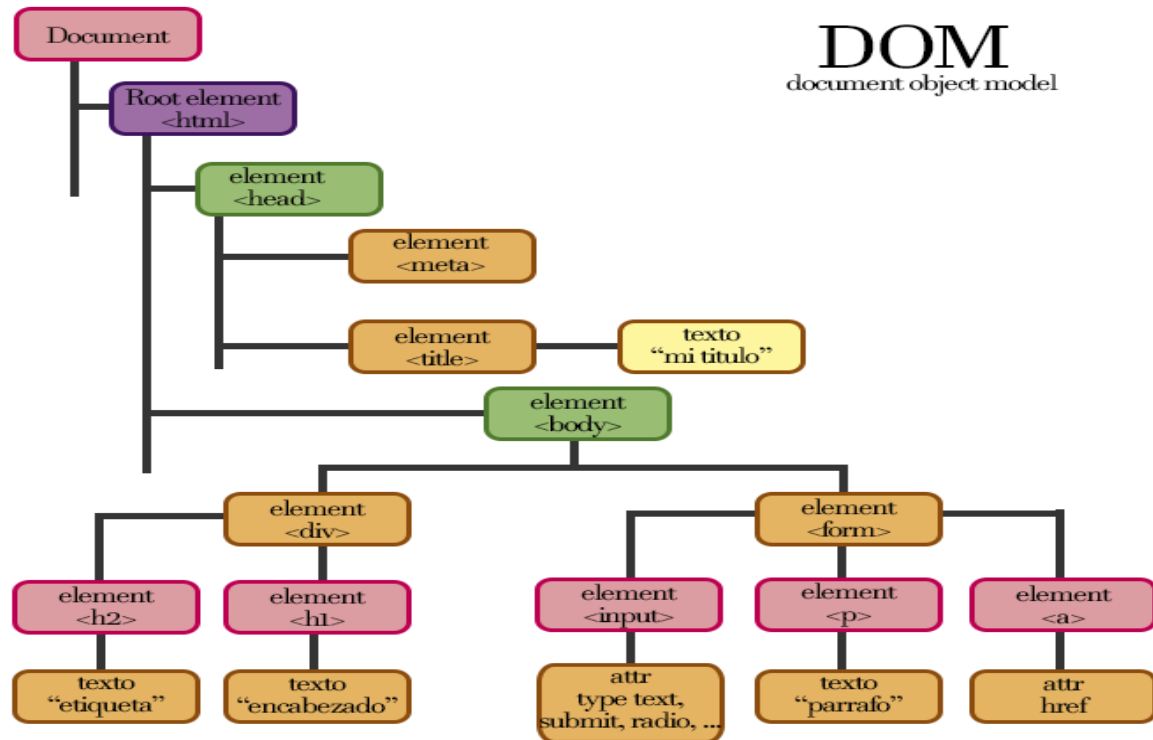 Document
DOM
document object model
Root element
<html>
element
<head>
element
<meta>
element
<title>
texto
“mi titulo”
element
<body>
element
<div>
element
<form>
element
<h2>
element
<h1>
element
<input>
element
<p>
element
<a>
texto
“etiqueta”
texto
“encabezado”
attr
type text,
submit, radio, ...
texto
“parrafo”
attr
href